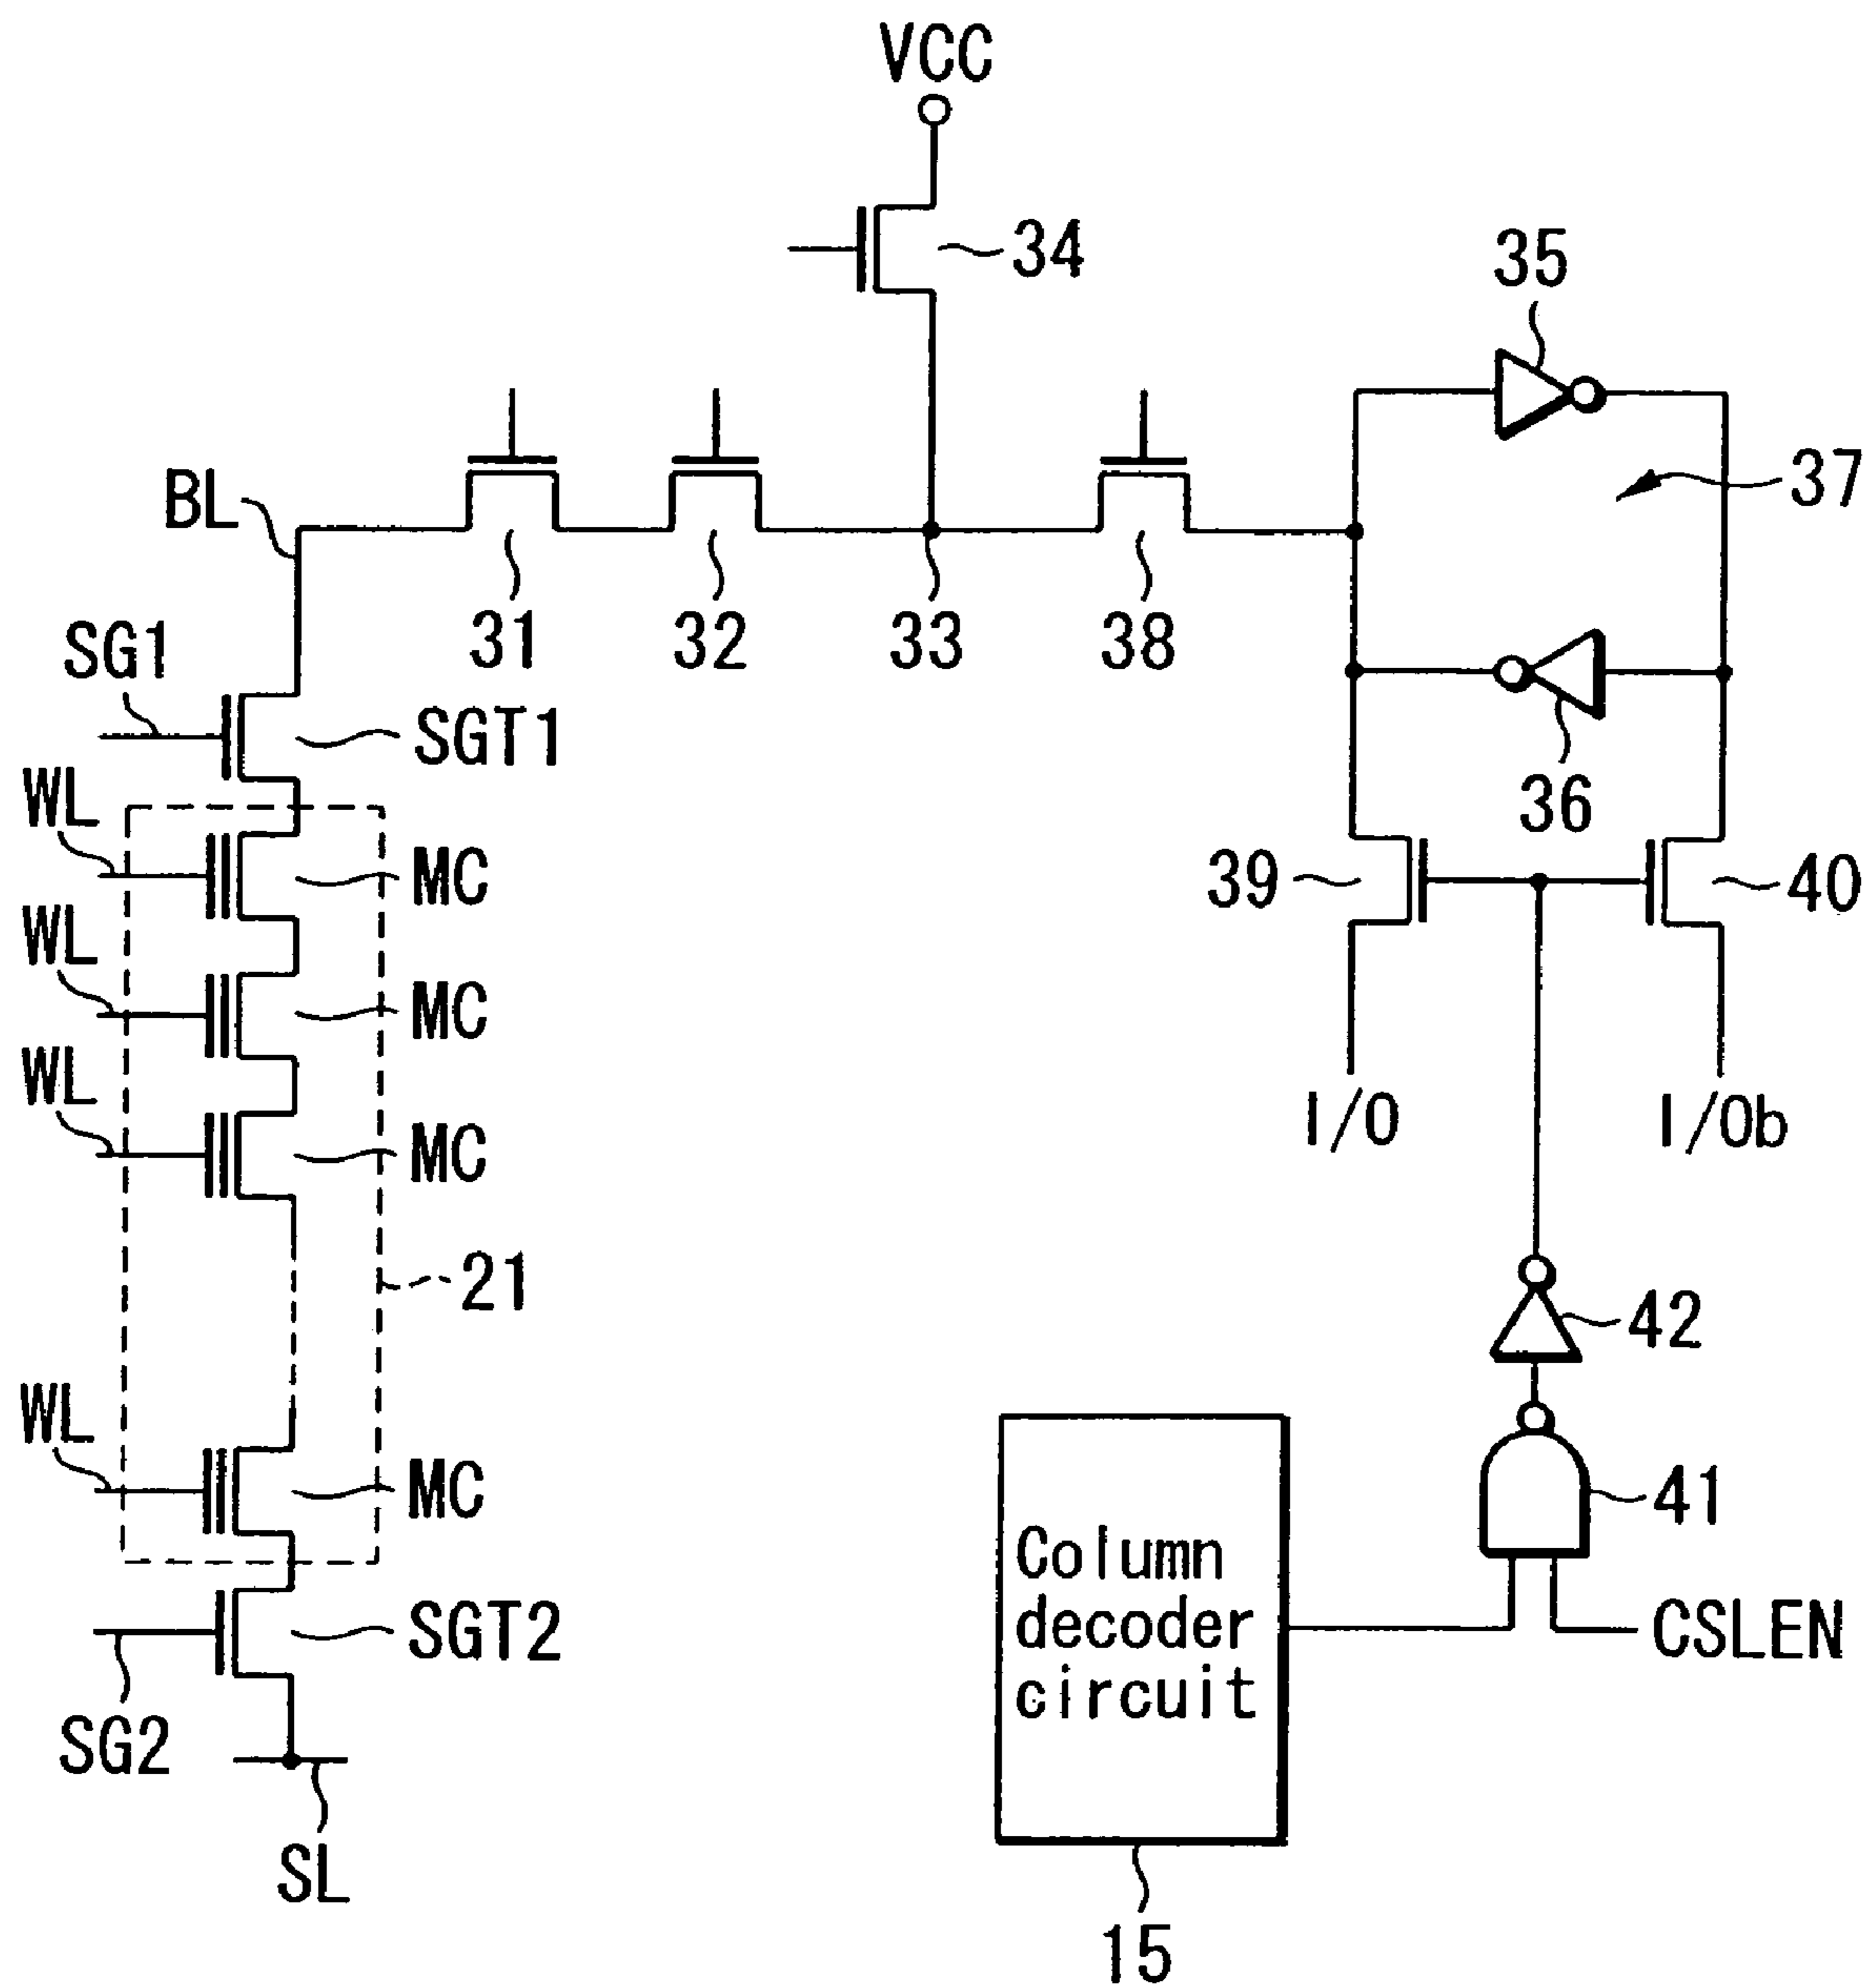 VCC
34
35
37
BL
31
32
33
38
SG1
SGT1
36
WL
MC
39
40
WL
MC
WL
MC
I/O
I/Ob
21
42
WL
MC
41
Column
decoder
circuit
CSLEN
SGT2
SG2
SL
15